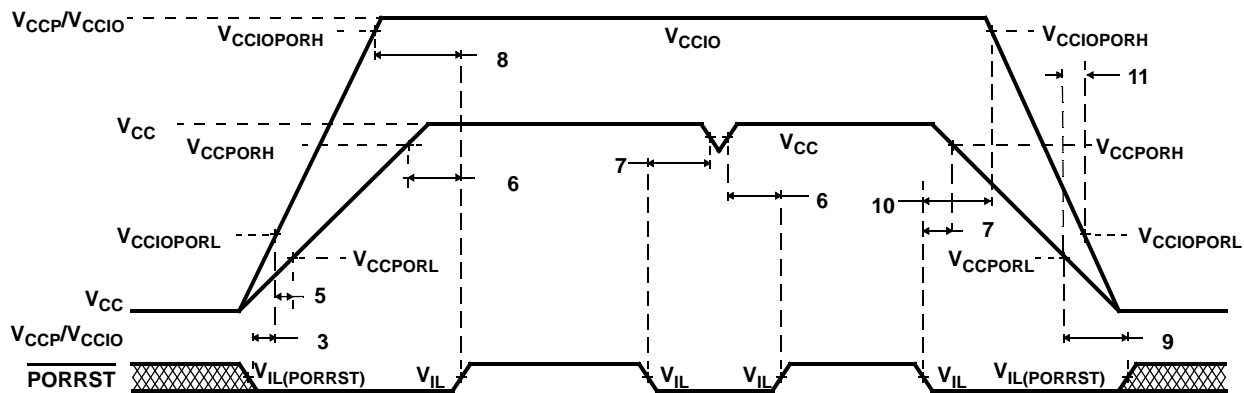 VCCP/VCCIO
VCCIOPORH
VCCIO
VCCIOPORH
8
11
VCC
VCCPORH
VCC
VCCPORH
7
6
6
10
7
VCCIOPORL
VCCPORL
VCCPORL
VCCIOPORL
VCC
5
VCCP/VCCIO
3
9
PORRST
VIL(PORRST)
VIL
VIL
VIL
VIL
VIL(PORRST)